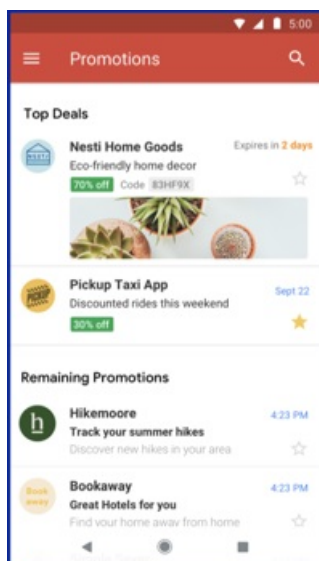 5:00
Promotions
Top Deals
NESTI
Nesti Home Goods
Expires in 2 days
Eco-friendly home decor
70% off Code 83HF9X
PICKUP
Pickup Taxi App
Sept 22
Discounted rides this weekend
30% off
Remaining Promotions
h
Hikemoore
4:23 PM
Track your summer hikes
Discover new hikes in your area
Book
away
Bookaway
4:23 PM
Great Hotels for you
Find your home away from home